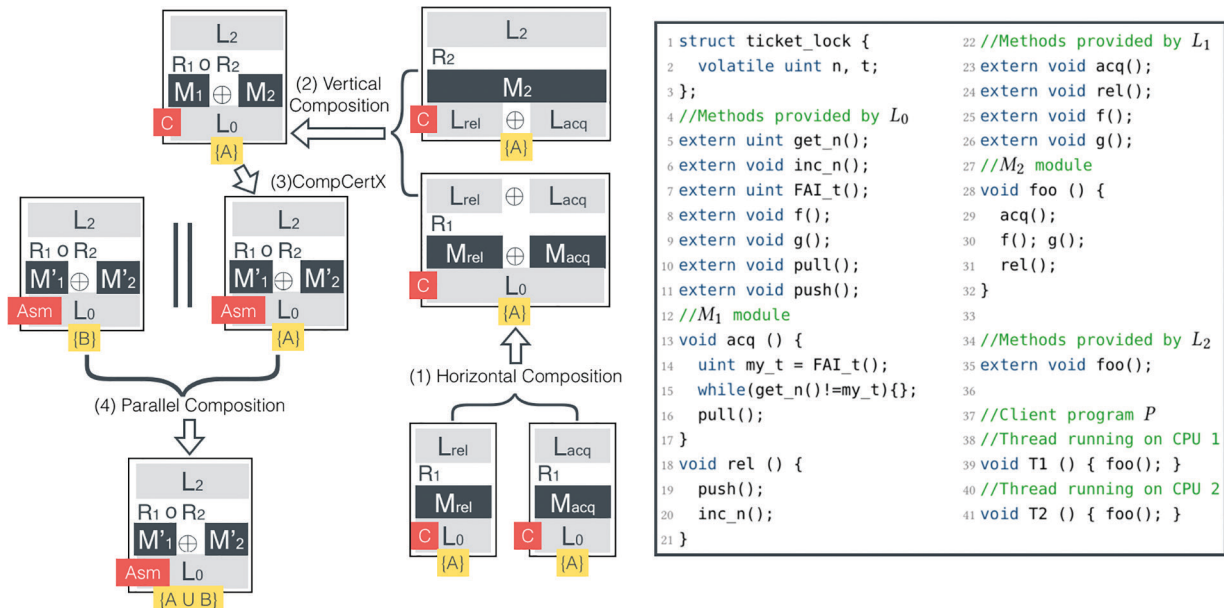 L2
R1 o R2
M1 ⊕ M2
C L0
{A}
(2) Vertical
Composition
L2
R2
M2
C Lrel ⊕ Lacq
{A}
(3)CompCertX
Lrel ⊕ Lacq
R1
Mrel ⊕ Macq
C L0
{A}
L2
R1 o R2
M'1 ⊕ M'2
Asm L0
{B}
L2
R1 o R2
M'1 ⊕ M'2
Asm L0
{A}
(1) Horizontal Composition
(4) Parallel Composition
Lrel
R1
Mrel
C L0
{A}
Lacq
R1
Macq
C L0
{A}
L2
R1 o R2
M'1 ⊕ M'2
Asm L0
{A U B}
1 struct ticket_lock {
2 volatile uint n, t;
3 };
4 //Methods provided by L0
5 extern uint get_n();
6 extern void inc_n();
7 extern uint FAI_t();
8 extern void f();
9 extern void g();
10 extern void pull();
11 extern void push();
12 //M1 module
13 void acq () {
14 uint my_t = FAI_t();
15 while(get_n()!=my_t){};
16 pull();
17 }
18 void rel () {
19 push();
20 inc_n();
21 }
22 //Methods provided by L1
23 extern void acq();
24 extern void rel();
25 extern void f();
26 extern void g();
27 //M2 module
28 void foo () {
29 acq();
30 f(); g();
31 rel();
32 }
33
34 //Methods provided by L2
35 extern void foo();
36
37 //Client program P
38 //Thread running on CPU 1
39 void T1 () { foo(); }
40 //Thread running on CPU 2
41 void T2 () { foo(); }